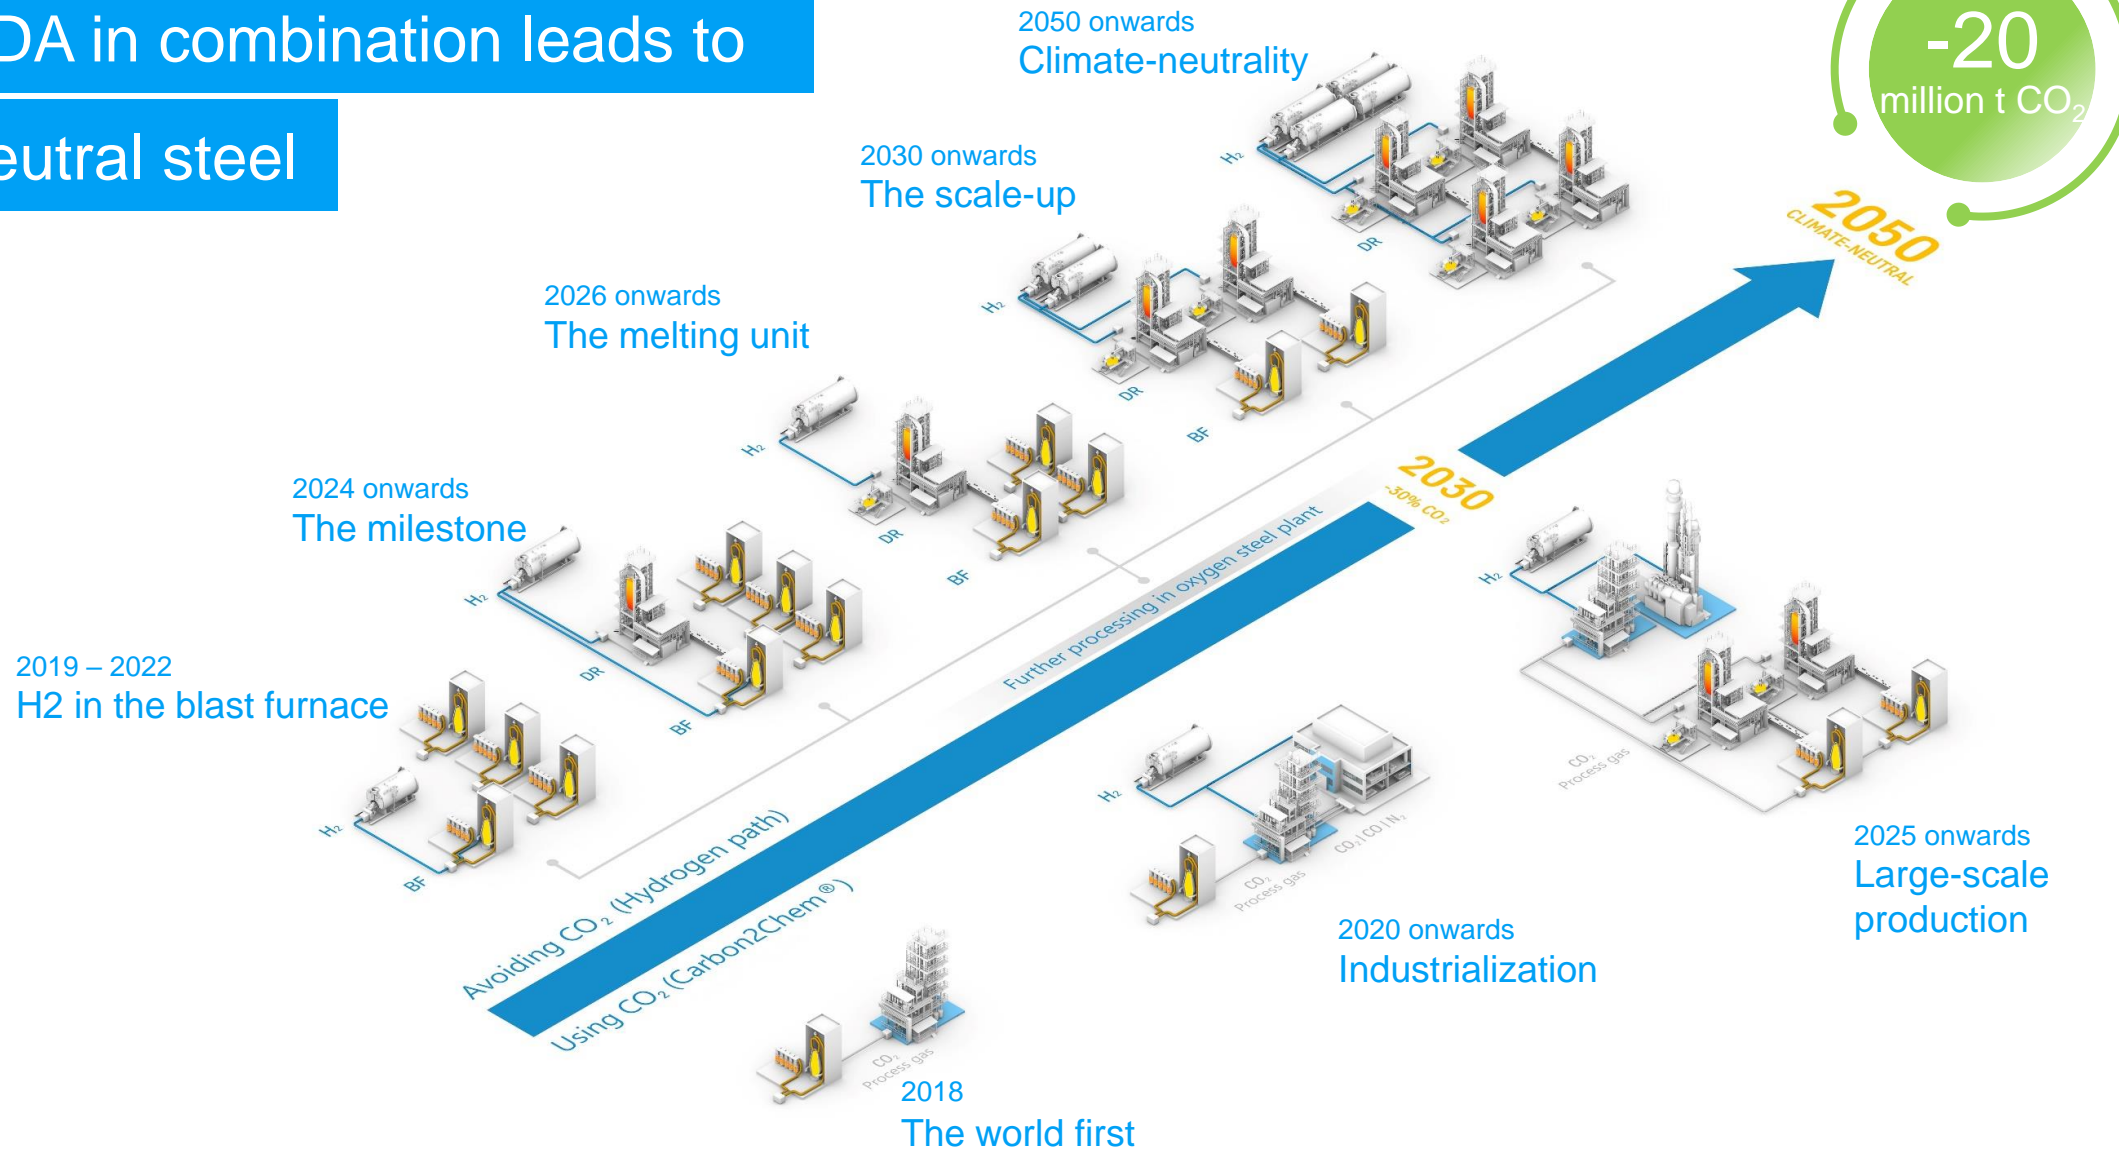 DA in combination leads to
eutral steel
2050 onwards
Climate-neutrality
-20
million t CO₂
2030 onwards
The scale-up
H₂
DR
2050
CLIMATE-NEUTRAL
2026 onwards
The melting unit
H₂
DR
BF
2024 onwards
The milestone
H₂
DR
BF
2030
-30% CO₂
Further processing in oxygen steel plant
H₂
DR
BF
2019 – 2022
H2 in the blast furnace
H₂
BF
H₂
CO₂
Process gas
2025 onwards
Large-scale
production
H₂
CO₂ | CO | N₂
CO₂
Process gas
2020 onwards
Industrialization
Avoiding CO₂ (Hydrogen path)
Using CO₂ (Carbon2Chem®)
CO₂
Process gas
2018
The world first